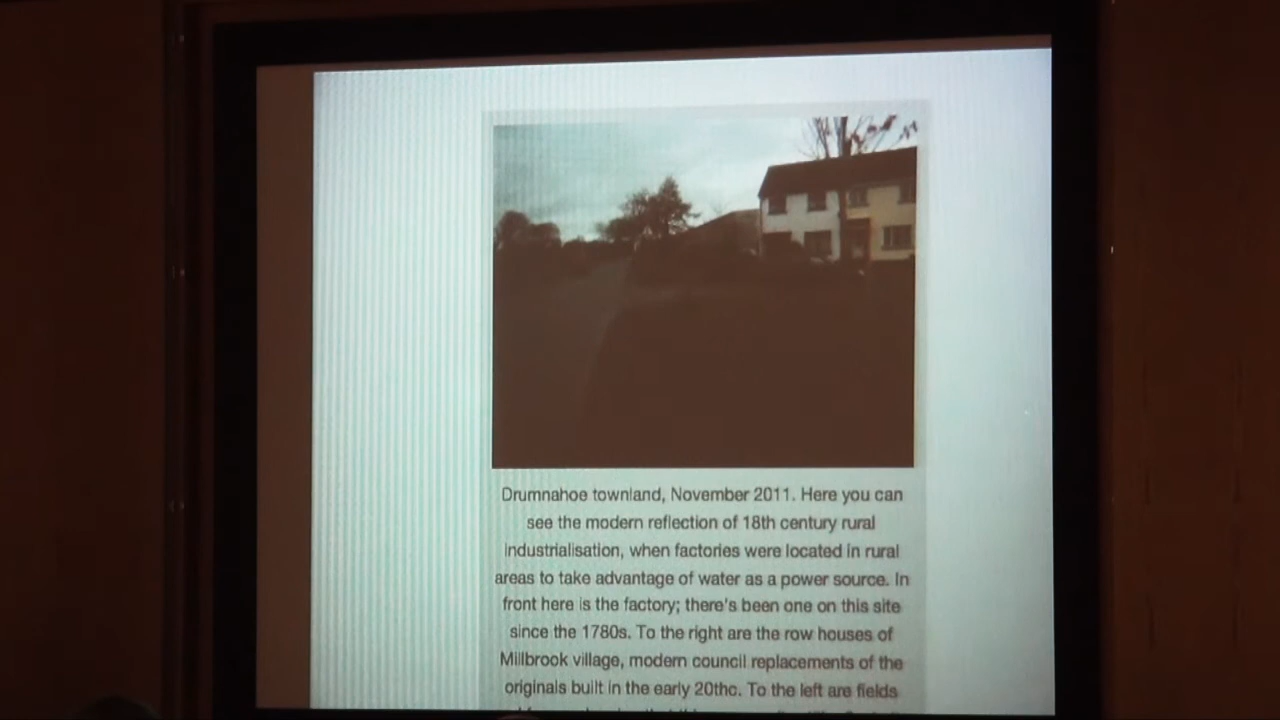 Drumnahoe townland, November 2011. Here you can
see the modern reflection of 18th century rural
industrialisation, when factories were located in rural
areas to take advantage of water as a power source. In
front here is the factory; there's been one on this site
since the 1780s. To the right are the row houses of
Millbrook village, modern council replacements of the
originals built in the early 20thc. To the left are fields